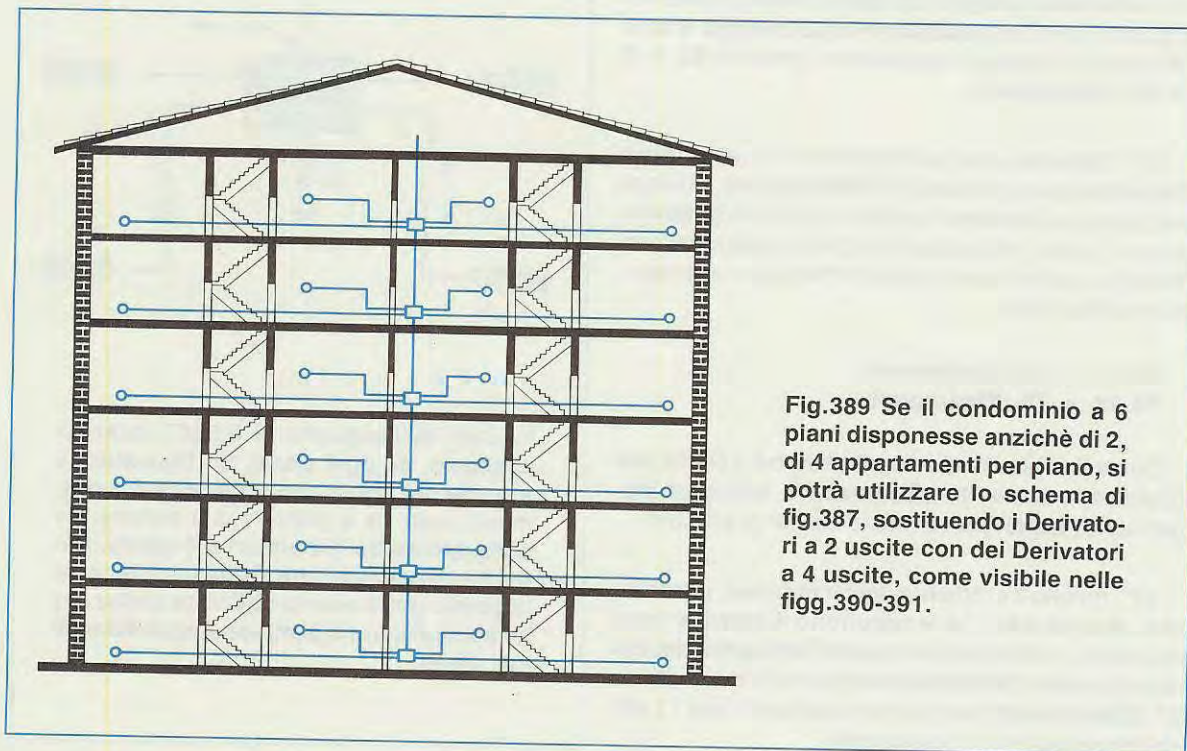 Fig.389 Se il condominio a 6
piani disponesse anzichè di 2,
di 4 appartamenti per piano, si
potrà utilizzare lo schema di
fig.387, sostituendo i Derivato-
ri a 2 uscite con dei Derivatori
a 4 uscite, come visibile nelle
figg.390-391.